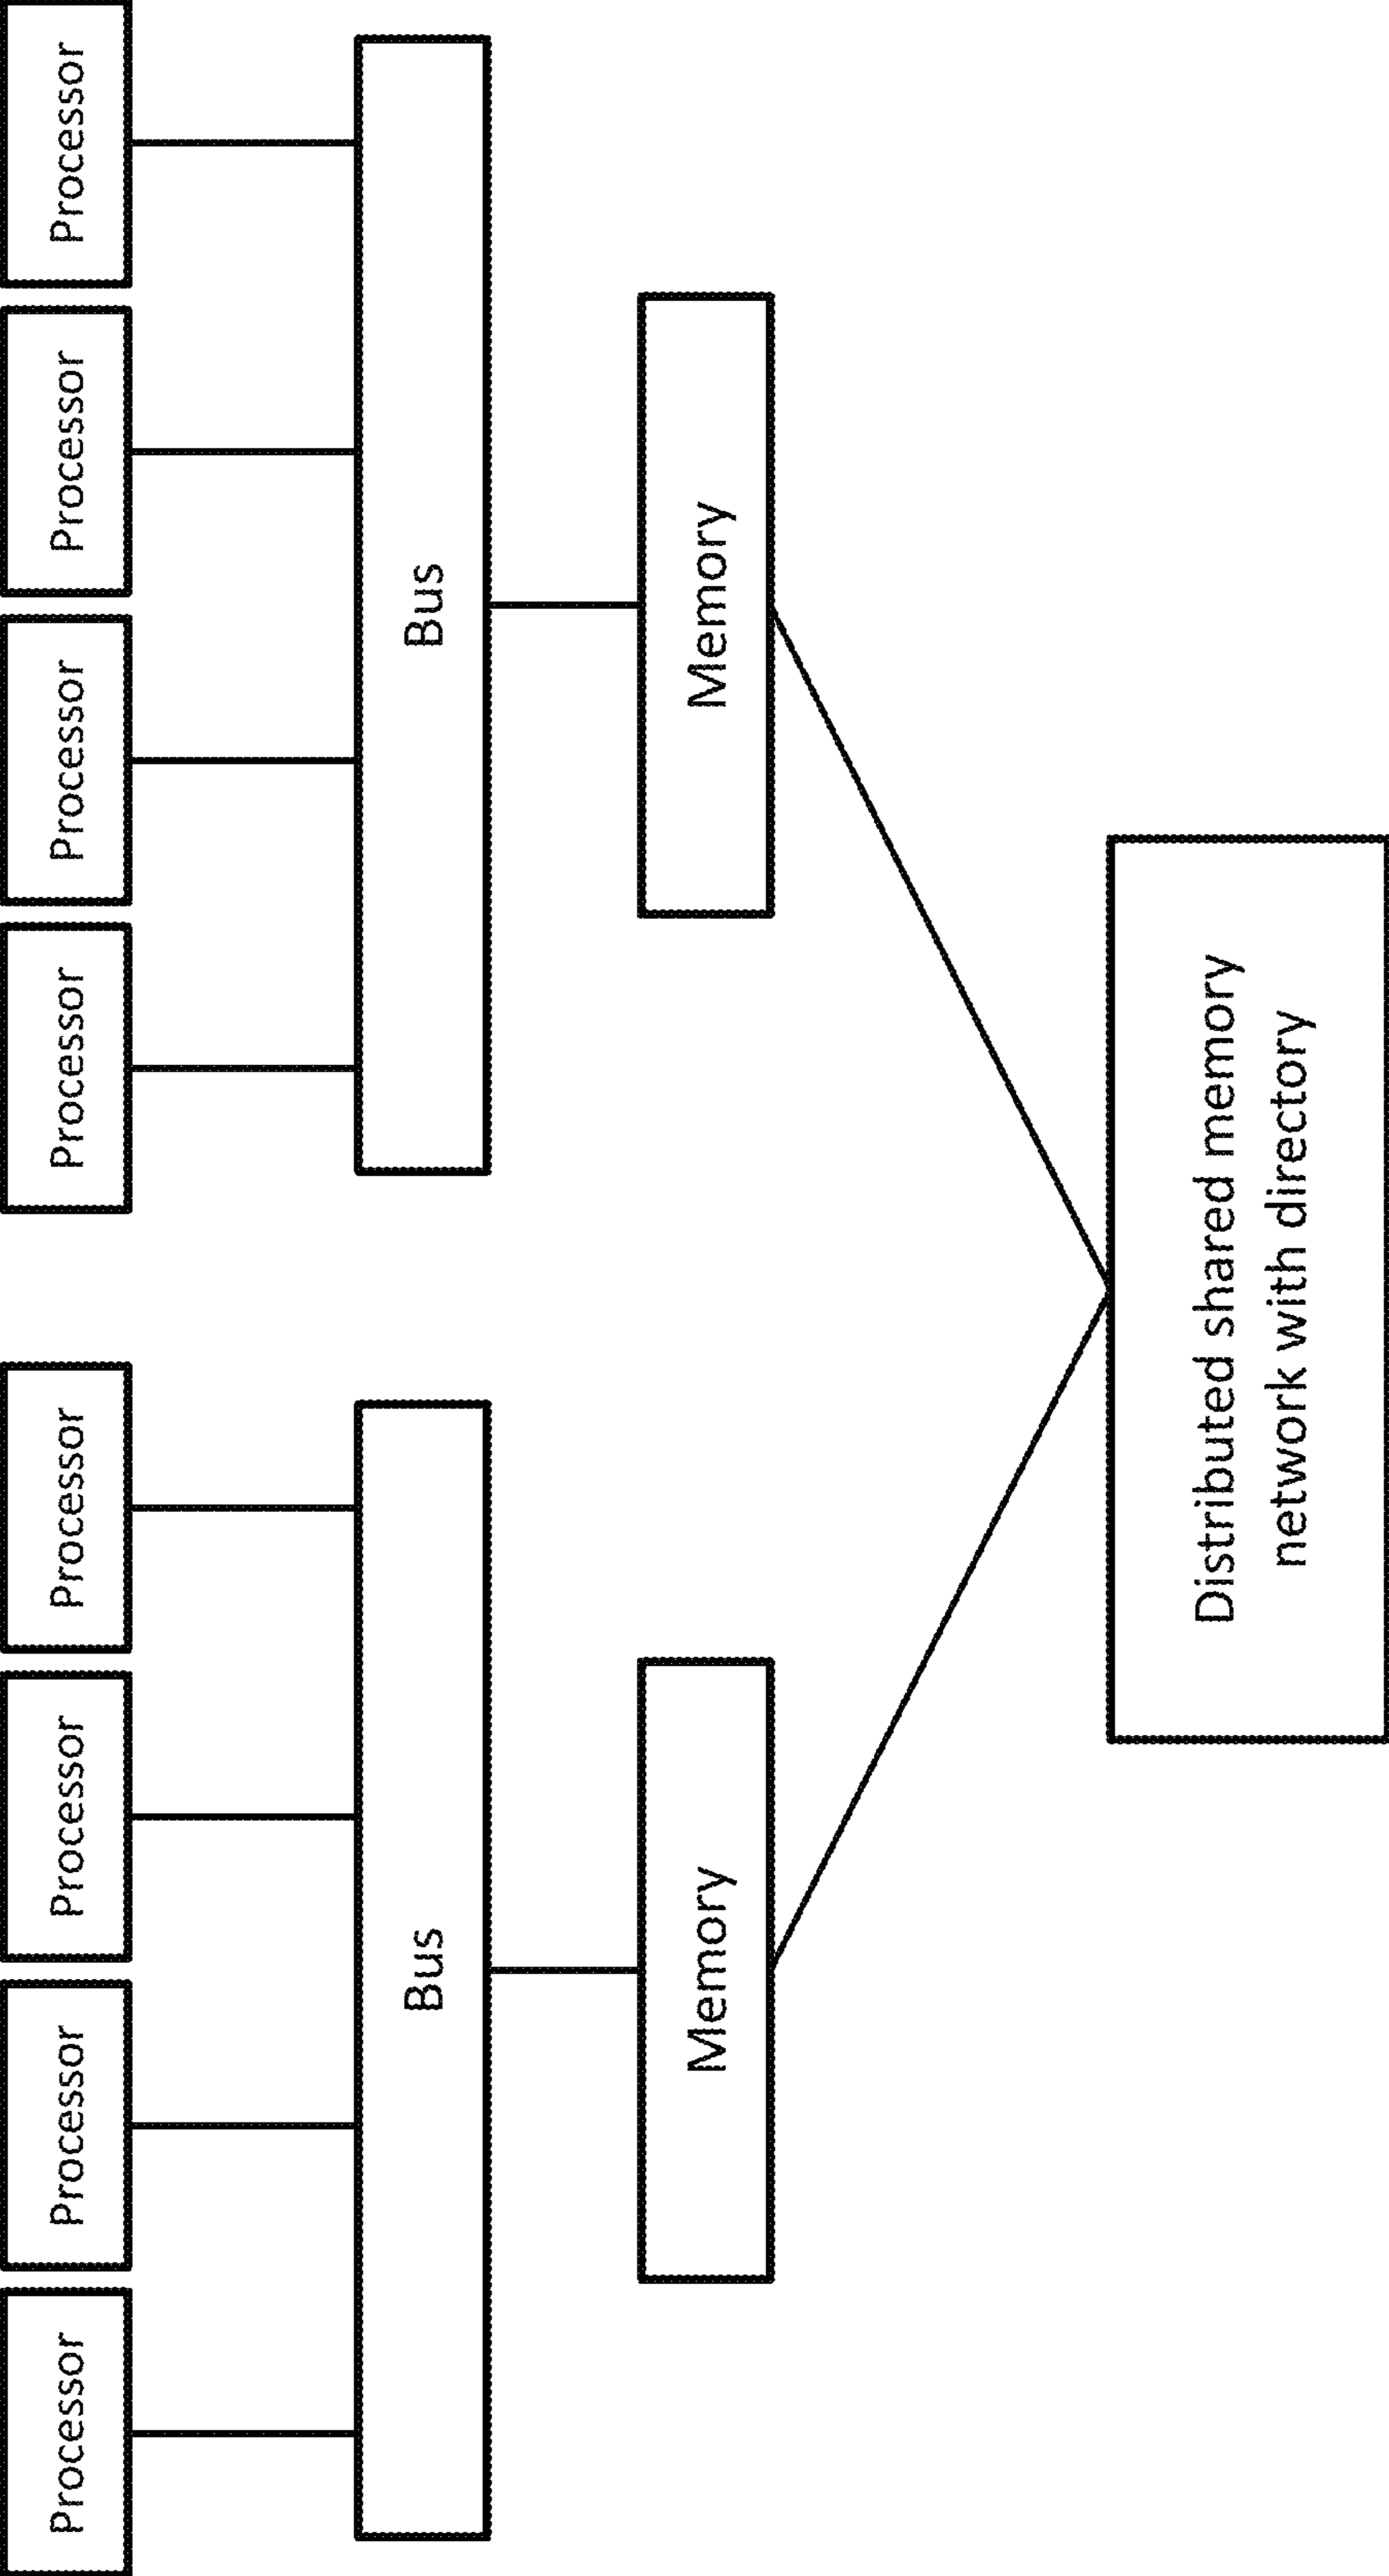 Processor
Processor
Processor
Processor
Processor
Processor
Processor
Processor
Bus
Bus
Memory
Memory
Distributed shared memory
network with directory